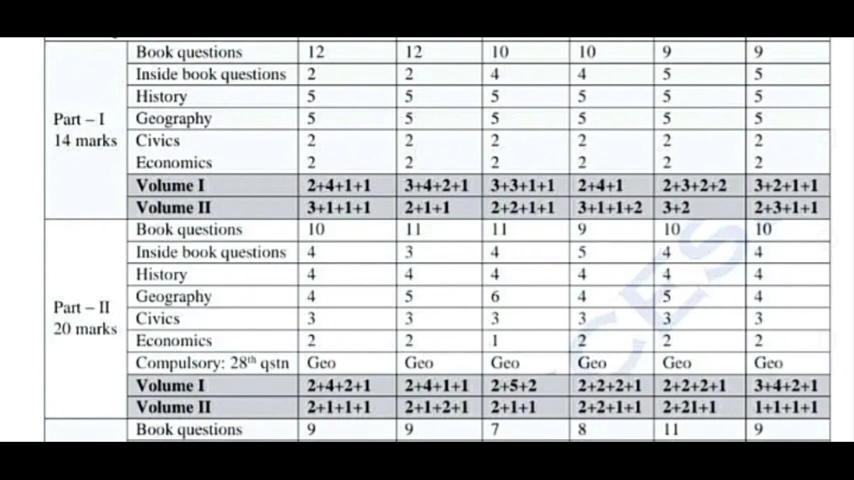 Book questions 12 12 10 10 9 9
Inside book questions 2 2 4 4 5 5
History 5 5 5 5 5 5
Part – I Geography 5 5 5 5 5 5
14 marks Civics 2 2 2 2 2 2
Economics 2 2 2 2 2 2
Volume I 2+4+1+1 3+4+2+1 3+3+1+1 2+4+1 2+3+2+2 3+2+1+1
Volume II 3+1+1+1 2+1+1 2+2+1+1 3+1+1+2 3+2 2+3+1+1
Book questions 10 11 11 9 10 10
Inside book questions 4 3 4 5 4 4
History 4 4 4 4 4 4
Part – II Geography 4 5 6 4 5 4
20 marks Civics 3 3 3 3 3 3
Economics 2 2 1 2 2 2
Compulsory: 28th qstn Geo Geo Geo Geo Geo Geo
Volume I 2+4+2+1 2+4+1+1 2+5+2 2+2+2+1 2+2+2+1 3+4+2+1
Volume II 2+1+1+1 2+1+2+1 2+1+1 2+2+1+1 2+21+1 1+1+1+1
Book questions 9 9 7 8 11 9